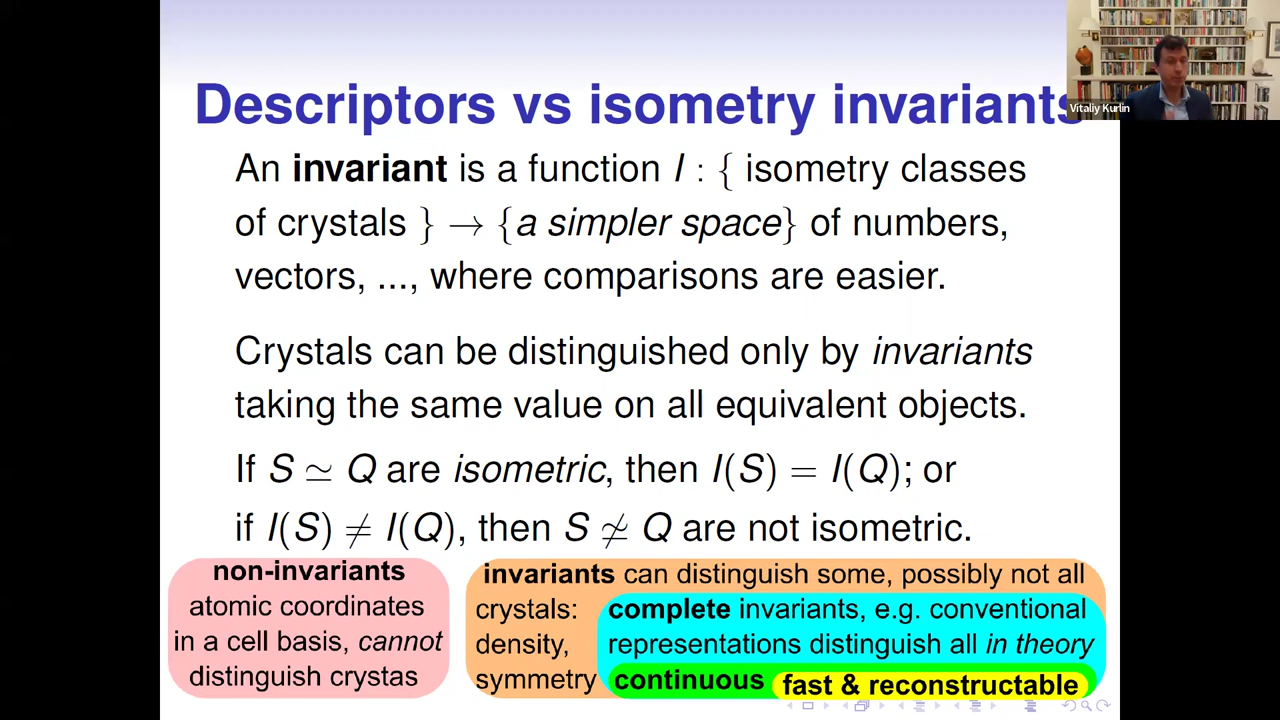 Descriptors vs isometry invariants
Vitaliy Kurlin
An invariant is a function I : { isometry classes
of crystals } → {a simpler space} of numbers,
vectors, ..., where comparisons are easier.
Crystals can be distinguished only by invariants
taking the same value on all equivalent objects.
If S ≃ Q are isometric, then I(S) = I(Q); or
if I(S) ≠ I(Q), then S ≄ Q are not isometric.
non-invariants
atomic coordinates
in a cell basis, cannot
distinguish crystas
invariants can distinguish some, possibly not all
crystals:
density,
symmetry
complete invariants, e.g. conventional
representations distinguish all in theory
continuous
fast & reconstructable